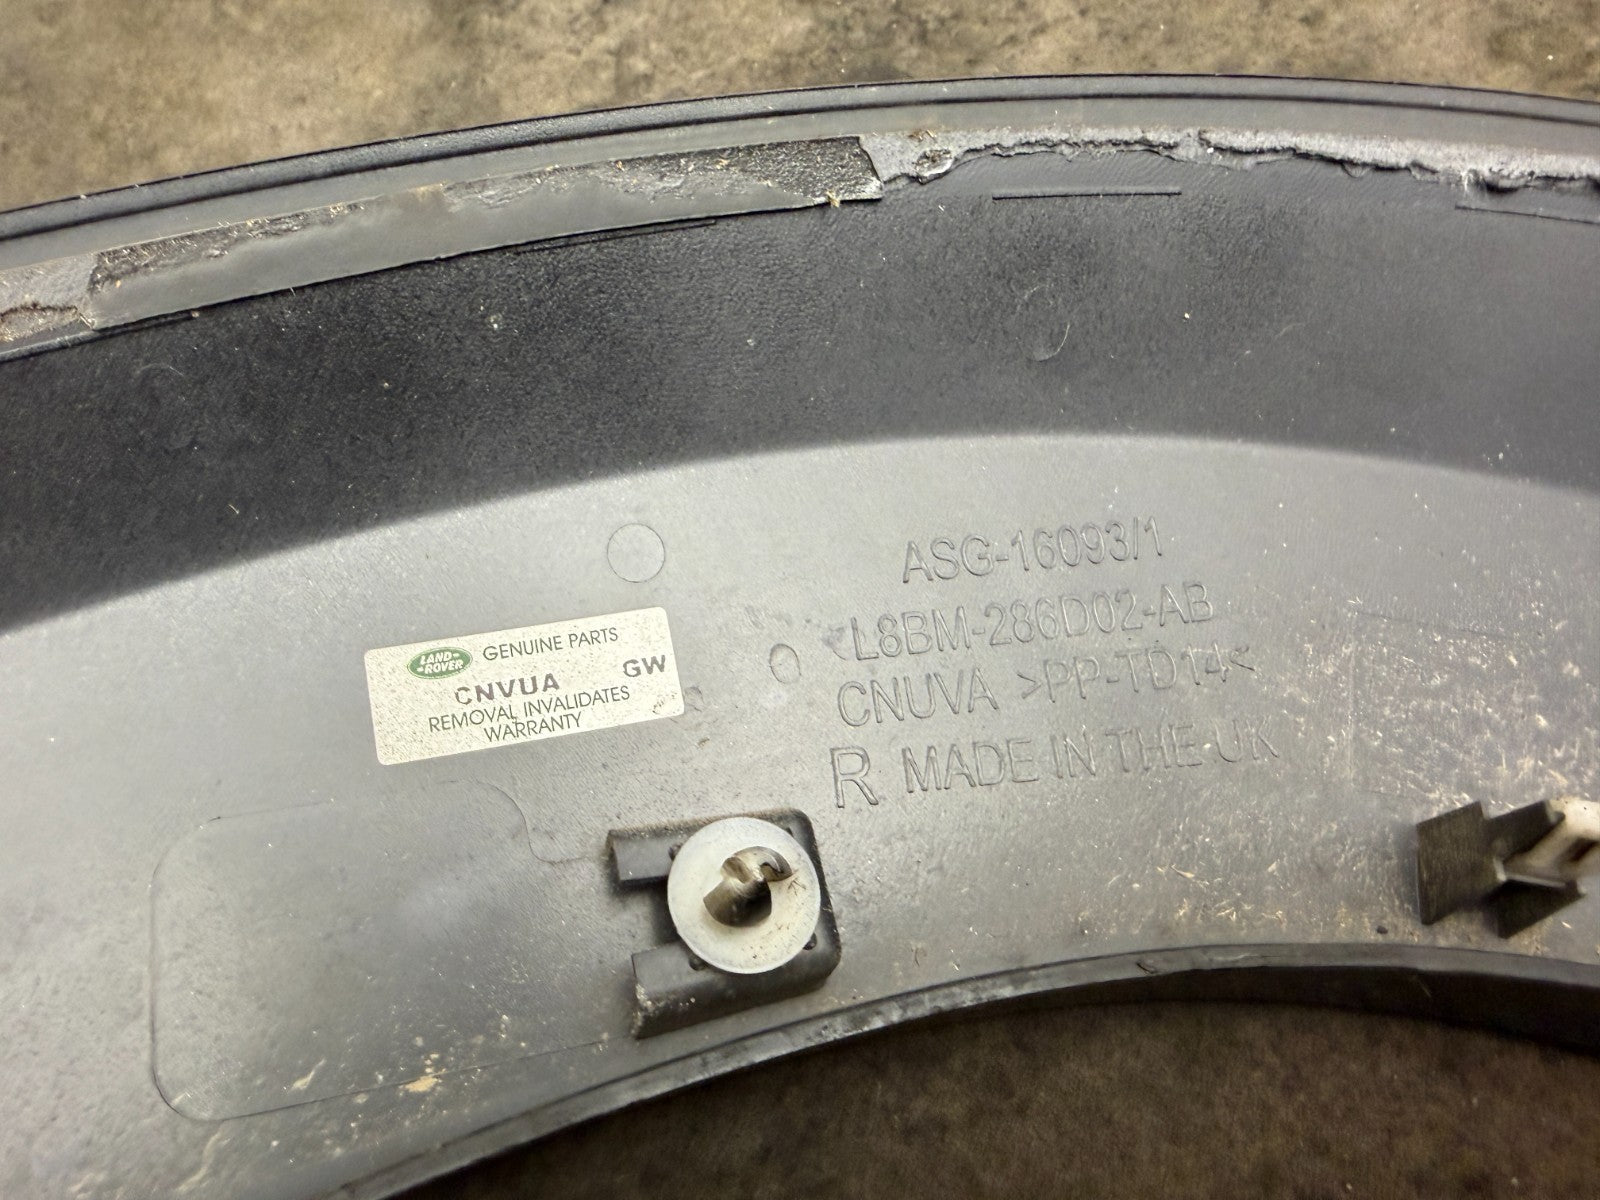 LAND-
-ROVER
GENUINE PARTS
CNVUA
GW
REMOVAL INVALIDATES
WARRANTY
ASG-16093/1
L8BM-286D02-AB
CNUVA >PP-TD14<
R MADE IN THE UK